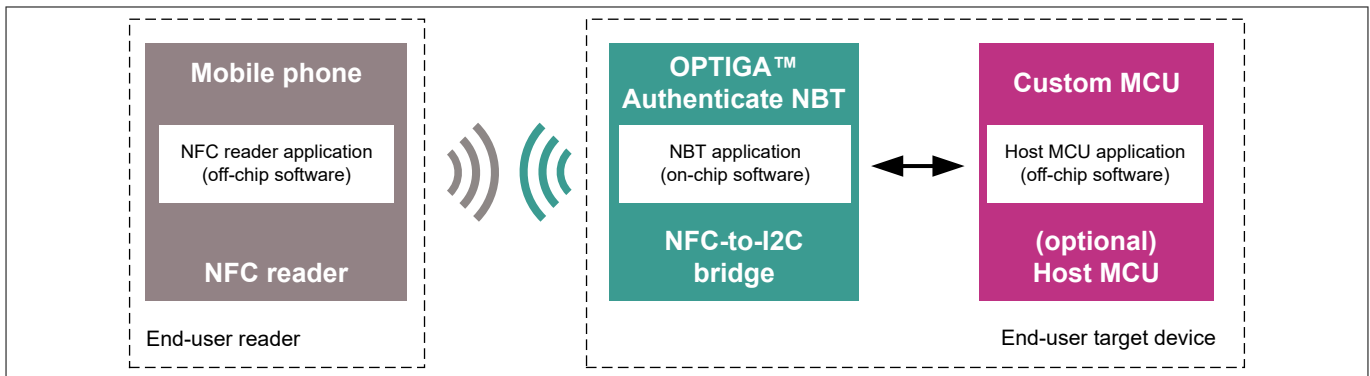 Mobile phone
NFC reader application
(off-chip software)
NFC reader
End-user reader
OPTIGA™
Authenticate NBT
NBT application
(on-chip software)
NFC-to-I2C
bridge
Custom MCU
Host MCU application
(off-chip software)
(optional)
Host MCU
End-user target device